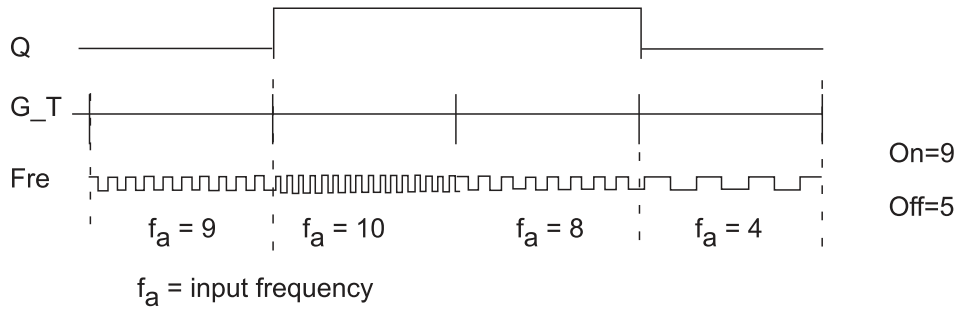 Q
G_T
On=9
Fre
Off=5
fa = 9
fa = 10
fa = 8
fa = 4
fa = input frequency